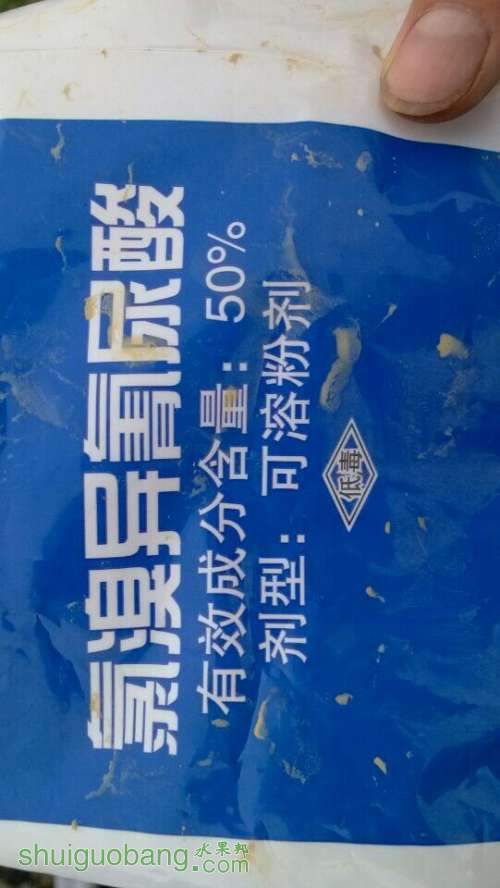 氯溴异氰尿酸
有效成分含量：50%
剂型：可溶粉剂
低毒
shuiguobang.com
水果邦